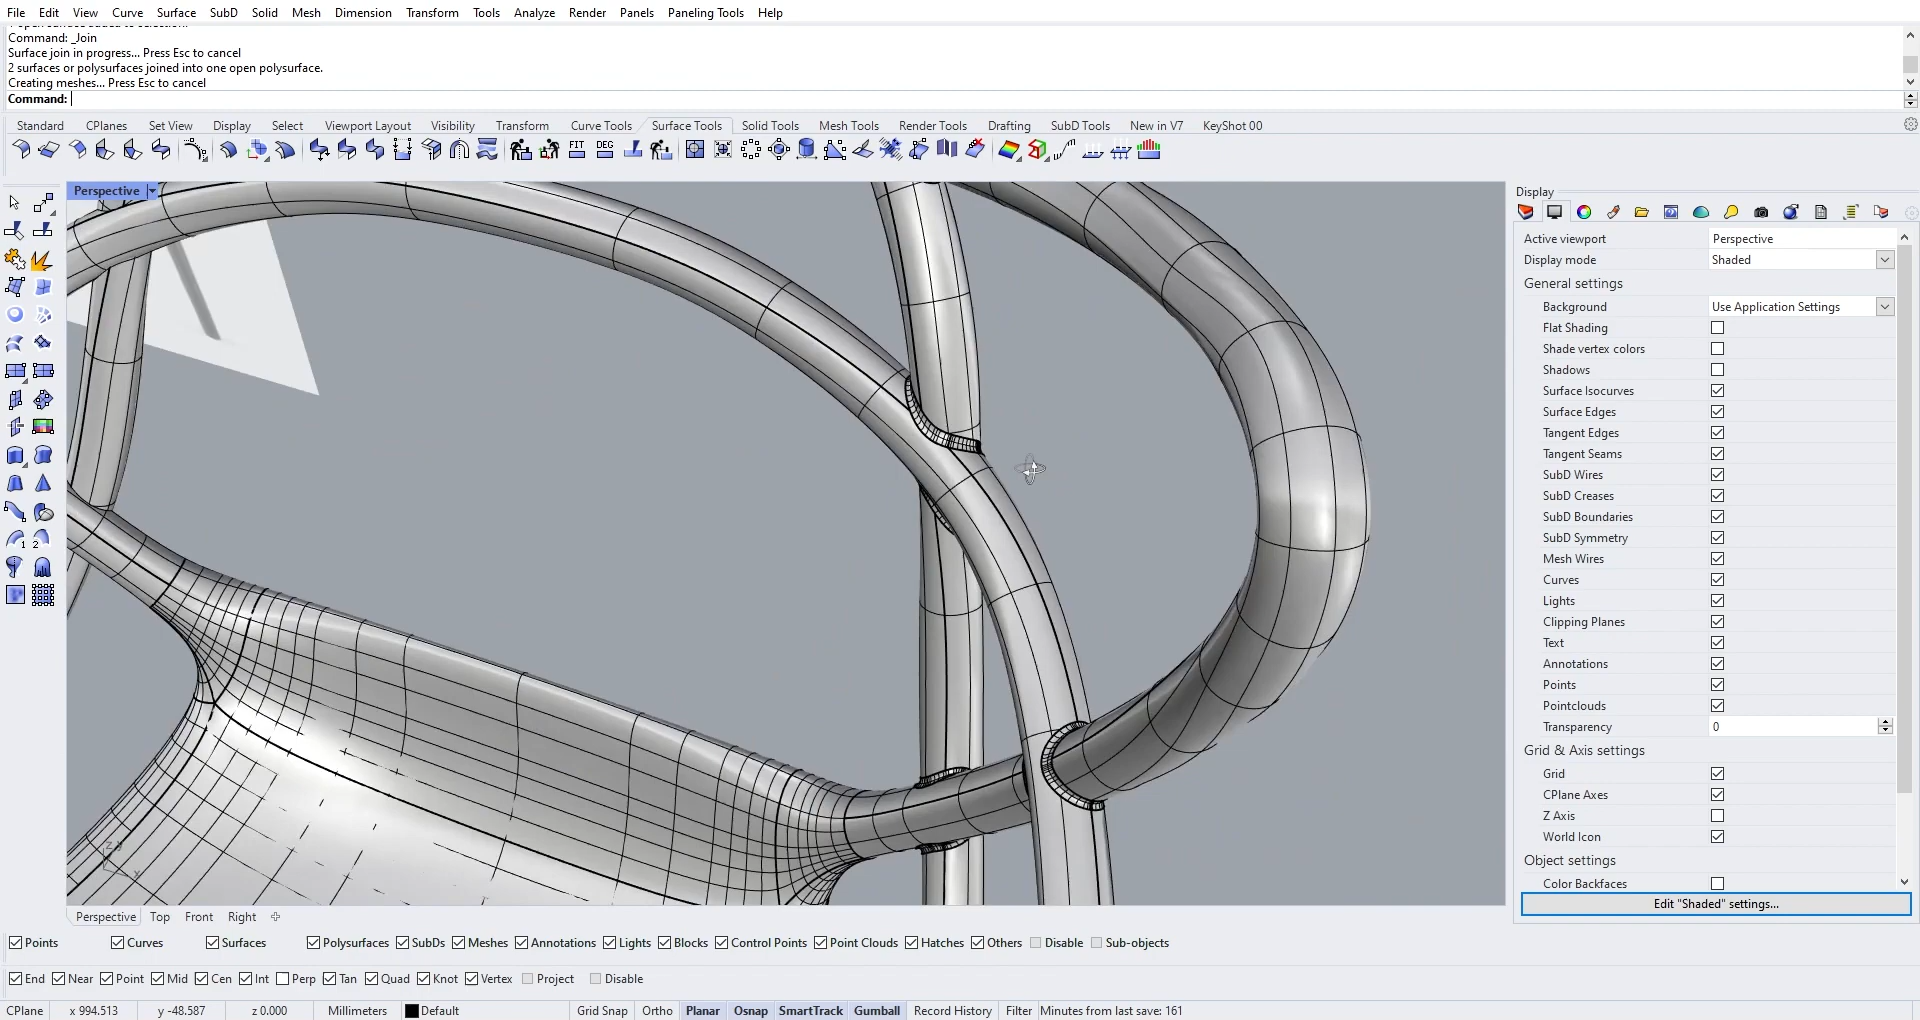 File Edit View Curve Surface SubD Solid Mesh Dimension Transform Tools Analyze Render Panels Paneling Tools Help
Command: _Join
Surface join in progress... Press Esc to cancel
2 surfaces or polysurfaces joined into one open polysurface.
Creating meshes... Press Esc to cancel
Command:
Standard CPlanes Set View Display Select Viewport Layout Visibility Transform Curve Tools Surface Tools Solid Tools Mesh Tools Render Tools Drafting SubD Tools New in V7 KeyShot 00
FIT DEG
Perspective
Display
Active viewport Perspective
Display mode Shaded
General settings
Background Use Application Settings
Flat Shading
Shade vertex colors
Shadows
Surface Isocurves
Surface Edges
Tangent Edges
Tangent Seams
SubD Wires
SubD Creases
SubD Boundaries
SubD Symmetry
Mesh Wires
Curves
Lights
Clipping Planes
Text
Annotations
Points
Pointclouds
Transparency 0
Grid & Axis settings
Grid
CPlane Axes
Z Axis
World Icon
Object settings
Color Backfaces
Edit "Shaded" settings...
1 2
z y
x
Perspective Top Front Right
Points Curves Surfaces Polysurfaces SubDs Meshes Annotations Lights Blocks Control Points Point Clouds Hatches Others Disable Sub-objects
End Near Point Mid Cen Int Perp Tan Quad Knot Vertex Project Disable
CPlane x 994.513 y -48.587 z 0.000 Millimeters Default Grid Snap Ortho Planar Osnap SmartTrack Gumball Record History Filter Minutes from last save: 161